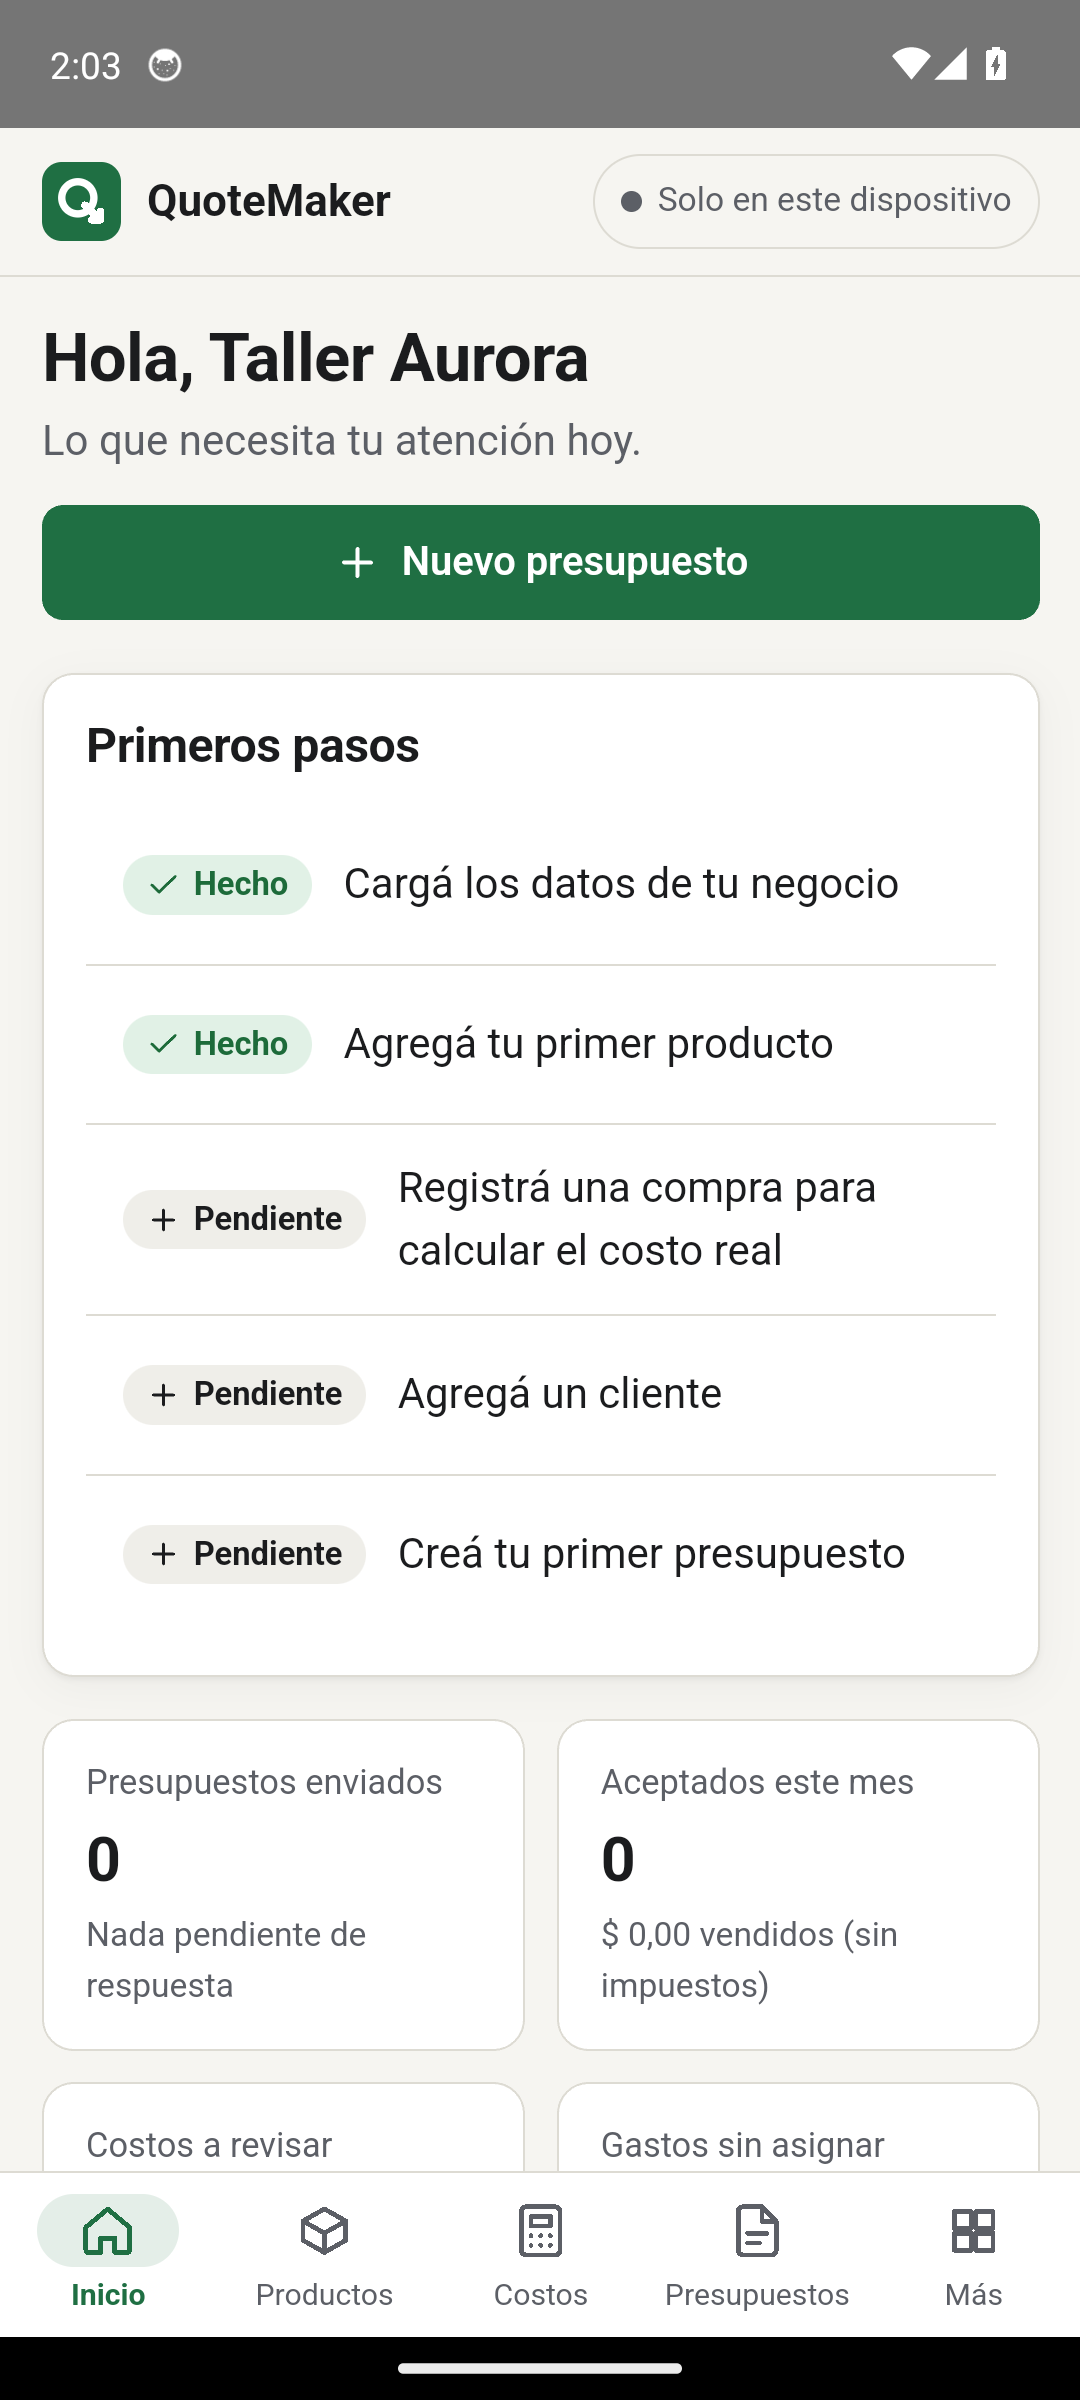 2:03
QuoteMaker
Solo en este dispositivo
Hola, Taller Aurora
Lo que necesita tu atención hoy.
Nuevo presupuesto
Primeros pasos
Hecho Cargá los datos de tu negocio
Hecho Agregá tu primer producto
Pendiente Registrá una compra para
calcular el costo real
Pendiente Agregá un cliente
Pendiente Creá tu primer presupuesto
Presupuestos enviados
0
Nada pendiente de
respuesta
Aceptados este mes
0
$ 0,00 vendidos (sin
impuestos)
Costos a revisar
Gastos sin asignar
Inicio
Productos
Costos
Presupuestos
Más